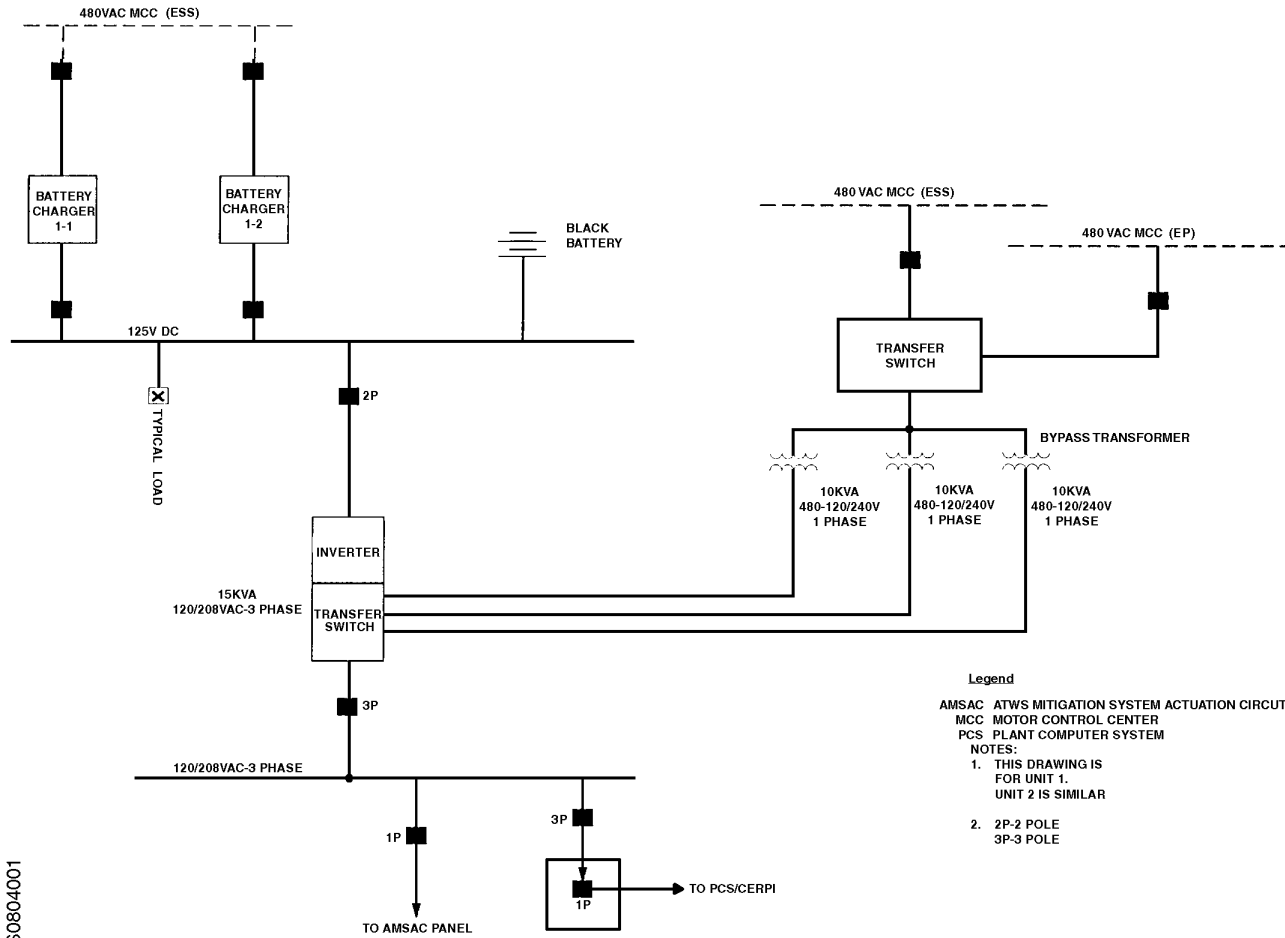 480VAC MCC (ESS)
BATTERY
CHARGER
1-1
BATTERY
CHARGER
1-2
BLACK
BATTERY
125V DC
TYPICAL LOAD
2P
480 VAC MCC (ESS)
480 VAC MCC (EP)
TRANSFER
SWITCH
BYPASS TRANSFORMER
10KVA
480-120/240V
1 PHASE
10KVA
480-120/240V
1 PHASE
10KVA
480-120/240V
1 PHASE
INVERTER
15KVA
120/208VAC-3 PHASE
TRANSFER
SWITCH
3P
120/208VAC-3 PHASE
1P
TO AMSAC PANEL
3P
1P
TO PCS/CERPI
Legend
AMSAC ATWS MITIGATION SYSTEM ACTUATION CIRCUT
MCC MOTOR CONTROL CENTER
PCS PLANT COMPUTER SYSTEM
NOTES:
1. THIS DRAWING IS
FOR UNIT 1.
UNIT 2 IS SIMILAR
2. 2P-2 POLE
3P-3 POLE
S0804001